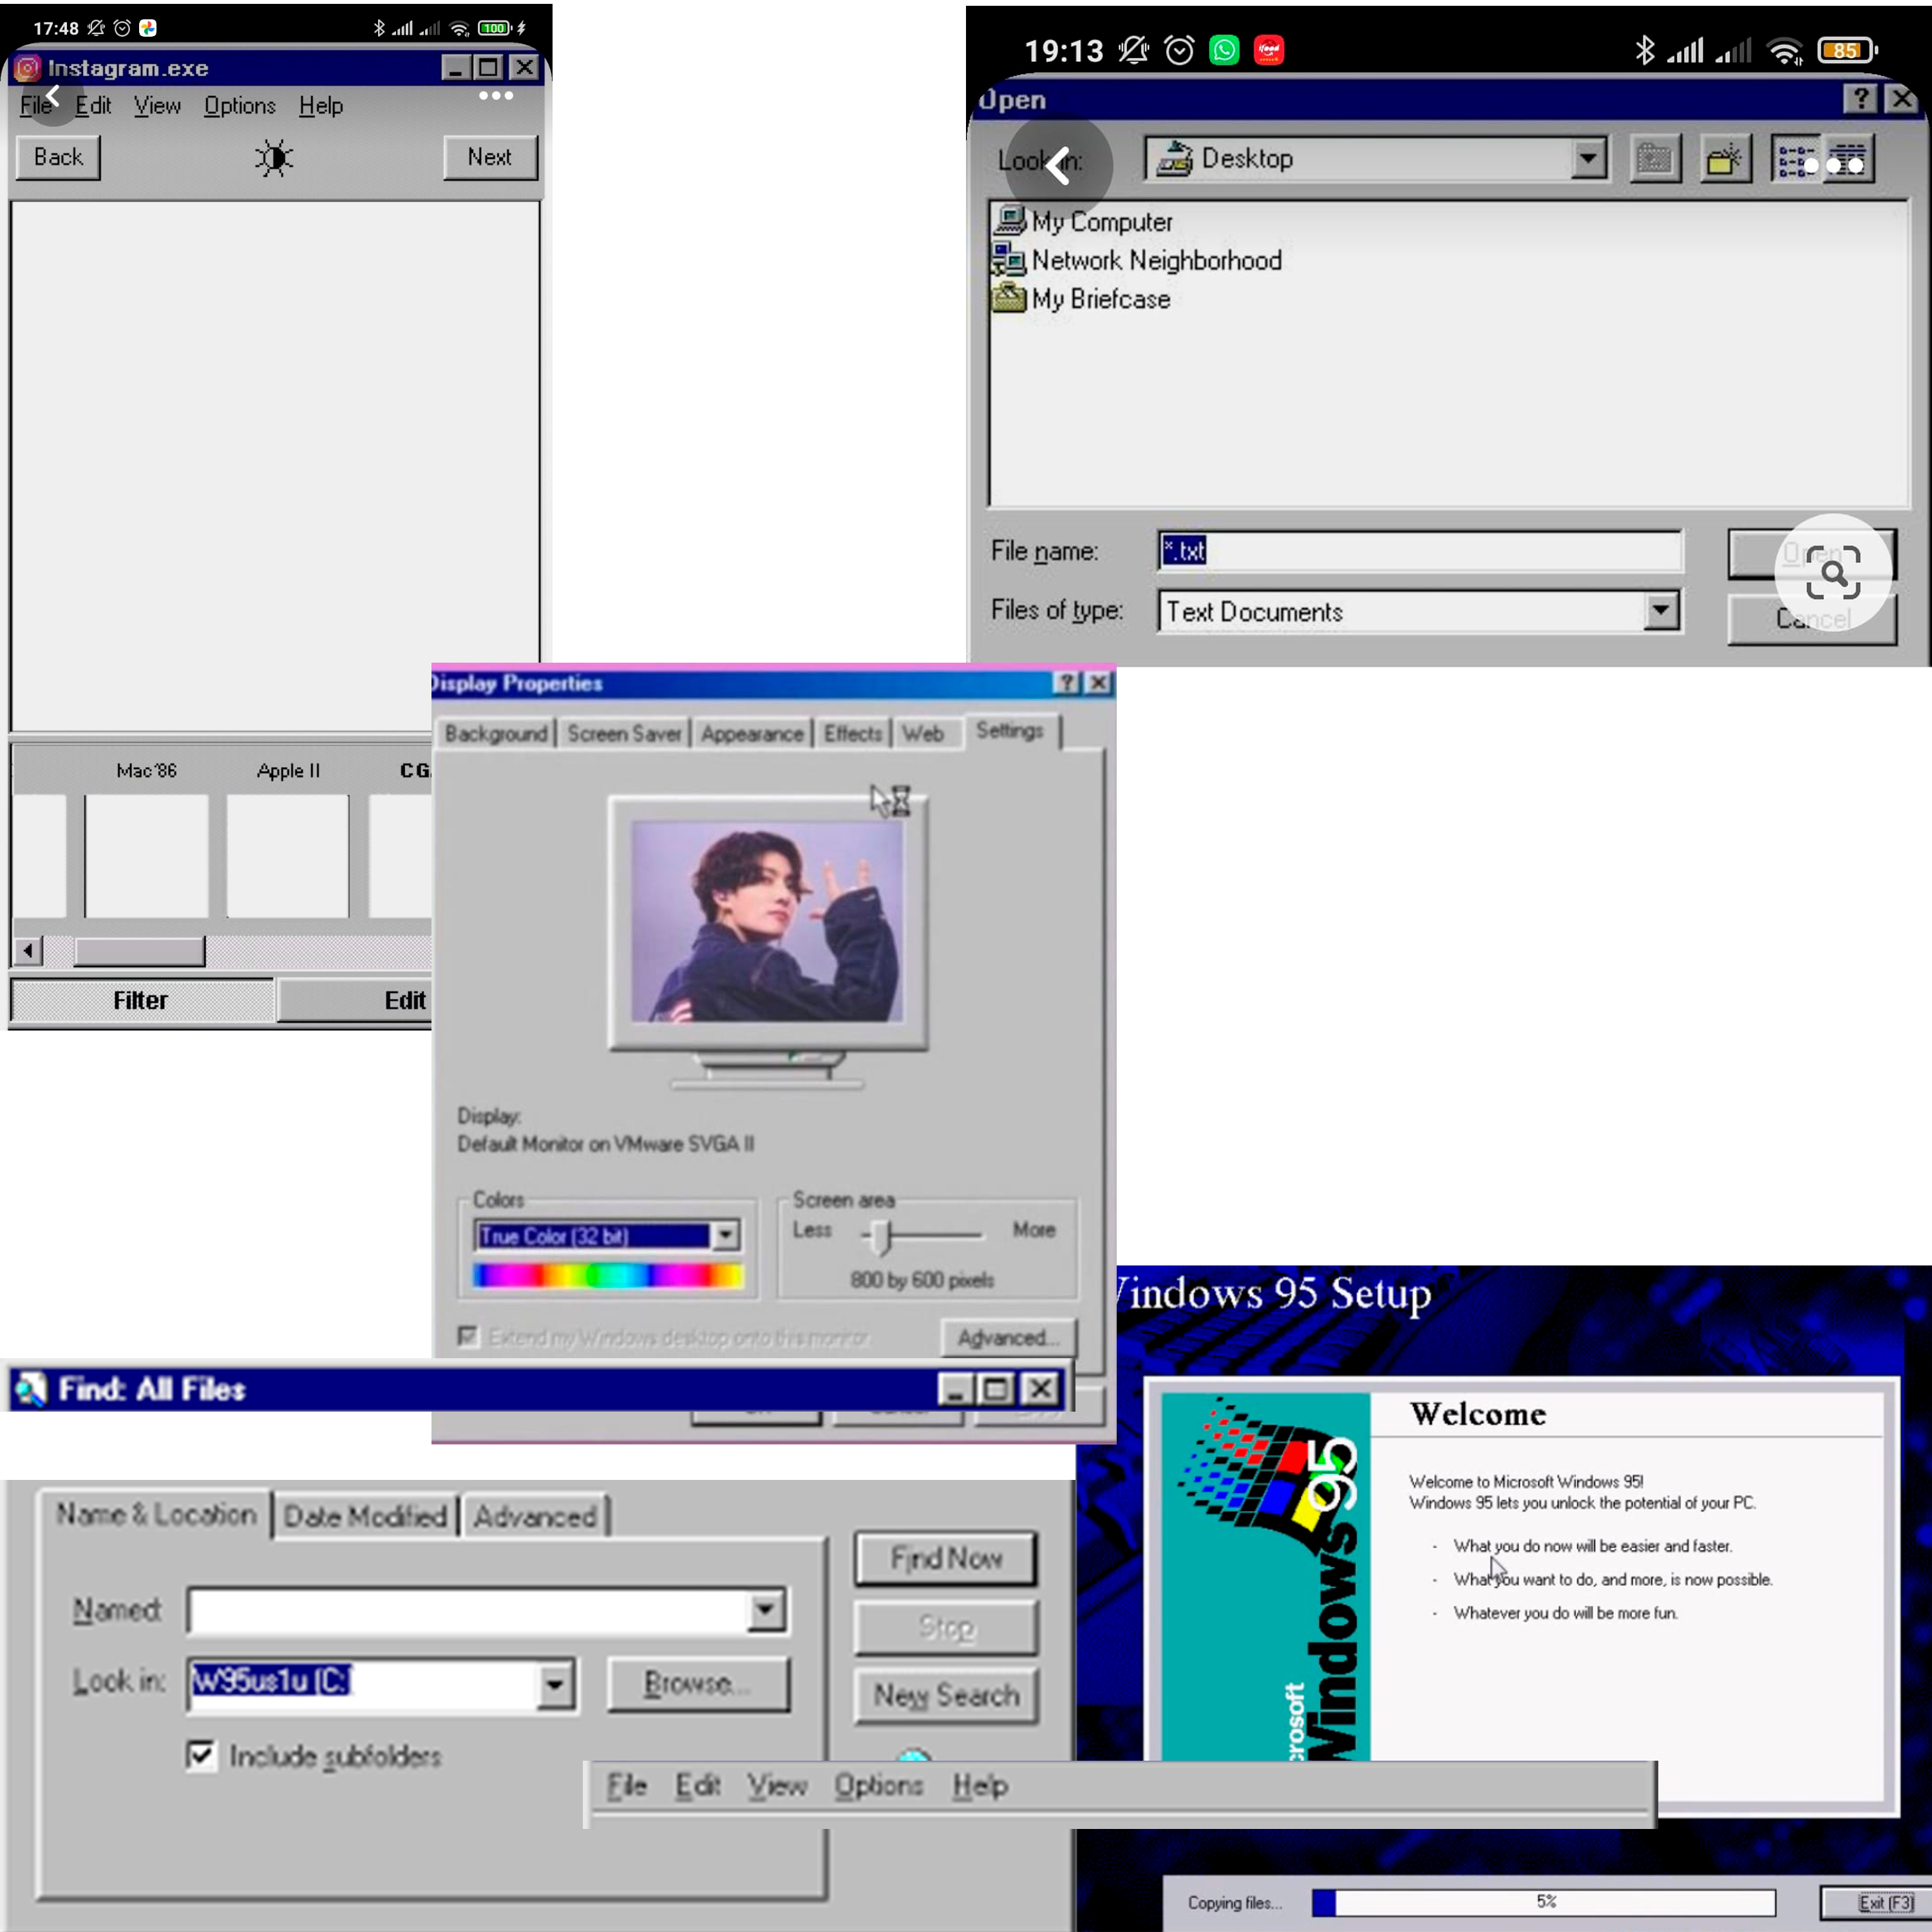 17:48
100
Instagram.exe
File Edit View Options Help
Back Next
Mac'86 Apple II CG
Filter Edit
19:13
85
Open
Look in: Desktop
My Computer
Network Neighborhood
My Briefcase
File name: *.txt
Open
Files of type: Text Documents
Cancel
Display Properties
Background Screen Saver Appearance Effects Web Settings
Display:
Default Monitor on VMware SVGA II
Colors
True Color (32 bit)
Screen area
Less More
800 by 600 pixels
Extend my Windows desktop onto this monitor
Advanced...
Find: All Files
Name & Location Date Modified Advanced
Named:
Look in: W95us1u (C:)
Browse...
Include subfolders
Find Now
Stop
New Search
File Edit View Options Help
Windows 95 Setup
crosoft
Windows 95
Welcome
Welcome to Microsoft Windows 95!
Windows 95 lets you unlock the potential of your PC.
- What you do now will be easier and faster.
- What you want to do, and more, is now possible.
- Whatever you do will be more fun.
Copying files... 5% Exit (F3)